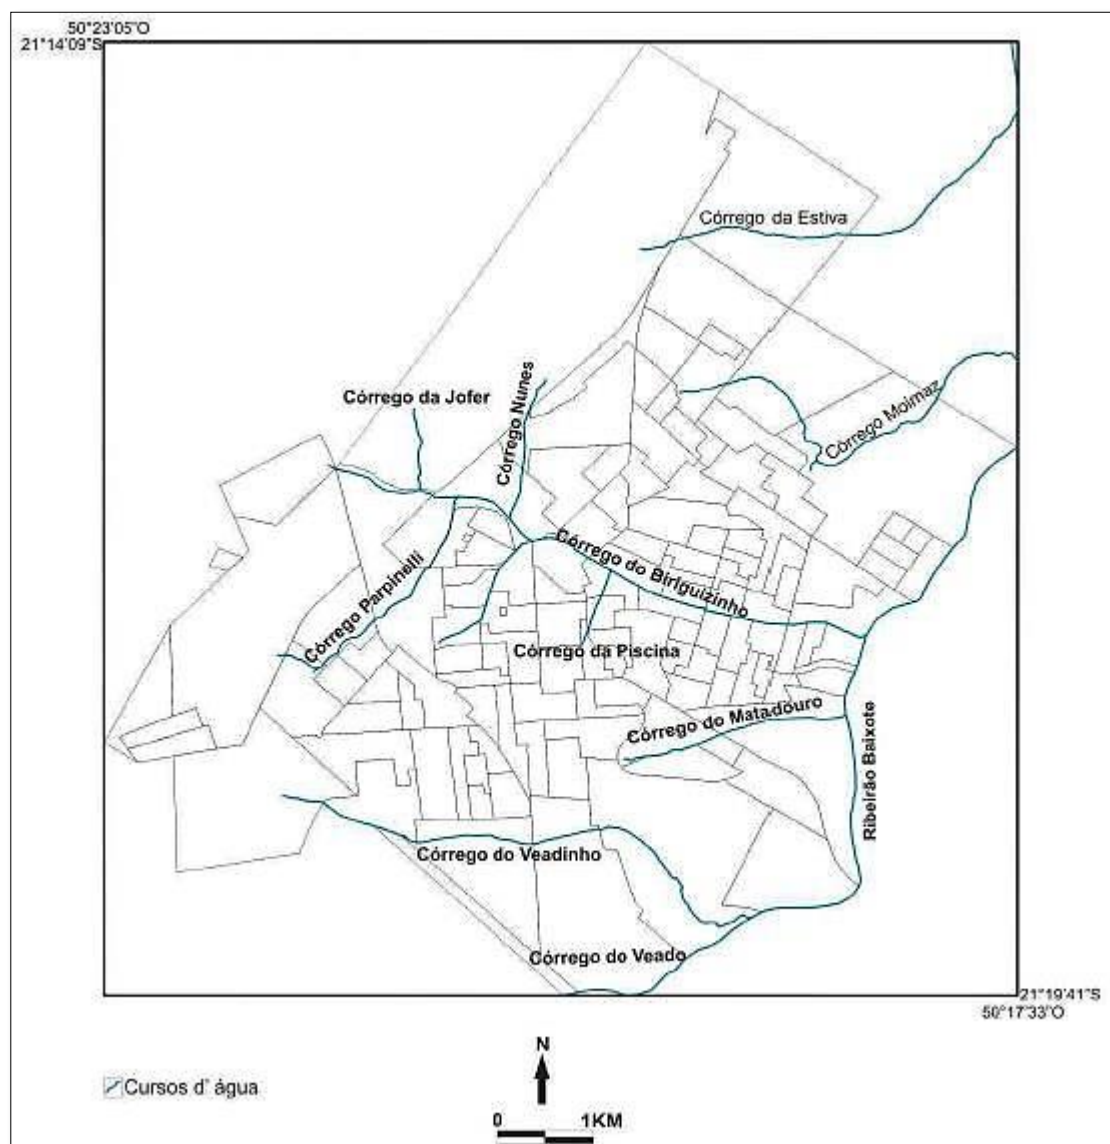 50°23'05"O
21°14'09"S
Córrego da Estiva
Córrego da Jofer
Córrego Nunes
Córrego Moimaz
Córrego do Biriguizinho
Córrego Parpinelli
Córrego da Piscina
Córrego do Matadouro
Ribeirão Baixote
Córrego do Veadinho
Córrego do Veado
21°19'41"S
50°17'33"O
N
Cursos d' água
0 1KM